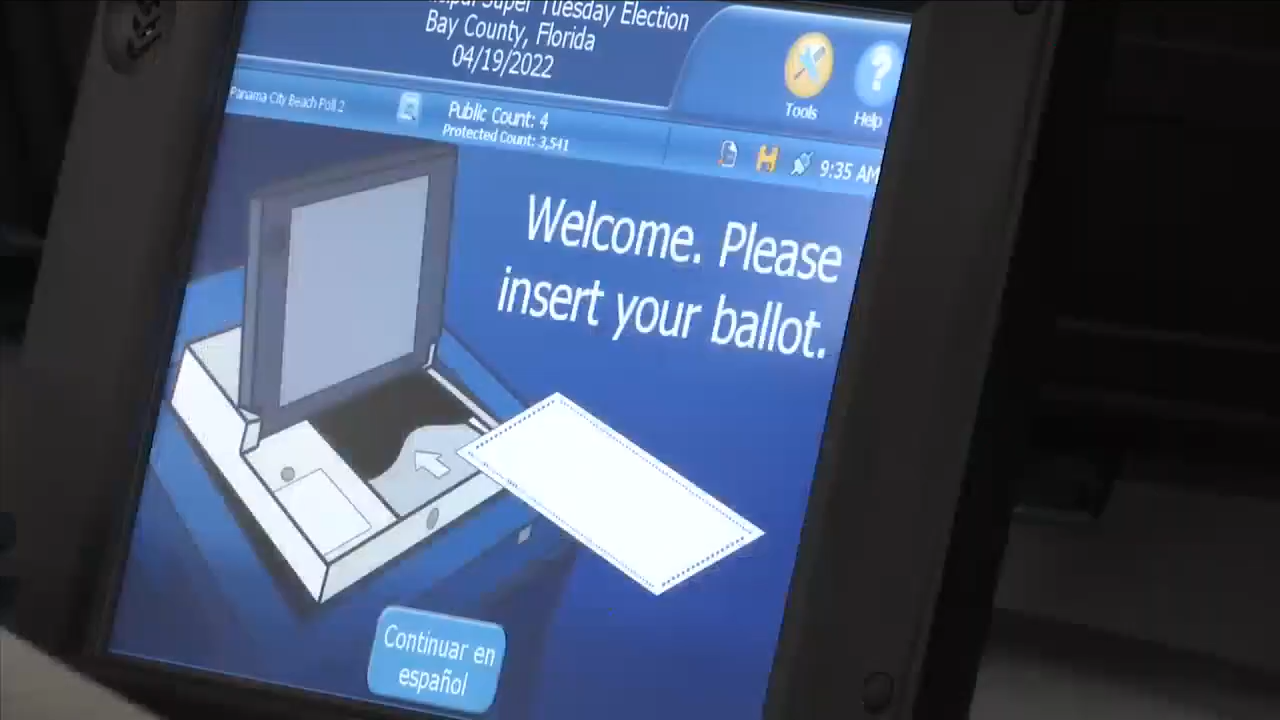 Super Tuesday Election
Bay County, Florida
04/19/2022
Tools
Help
Panama City Beach Poll 2
Public Count: 4
Protected Count: 3,541
9:35 AM
Welcome. Please
insert your ballot.
Continuar en
español